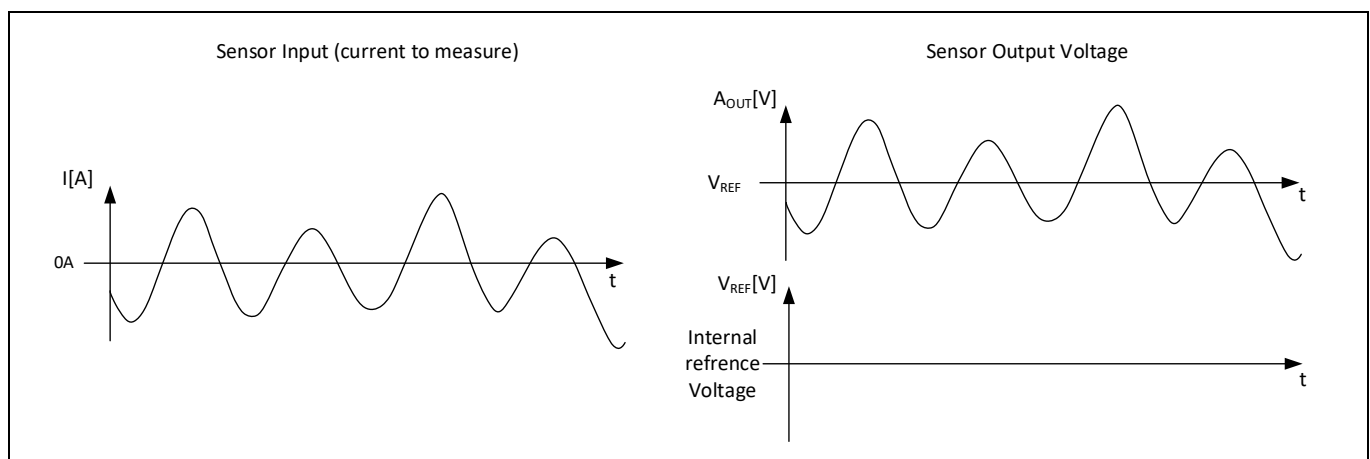 Sensor Input (current to measure)
I[A]
0A
t
Sensor Output Voltage
AOUT[V]
VREF
t
VREF[V]
Internal
refrence
Voltage
t